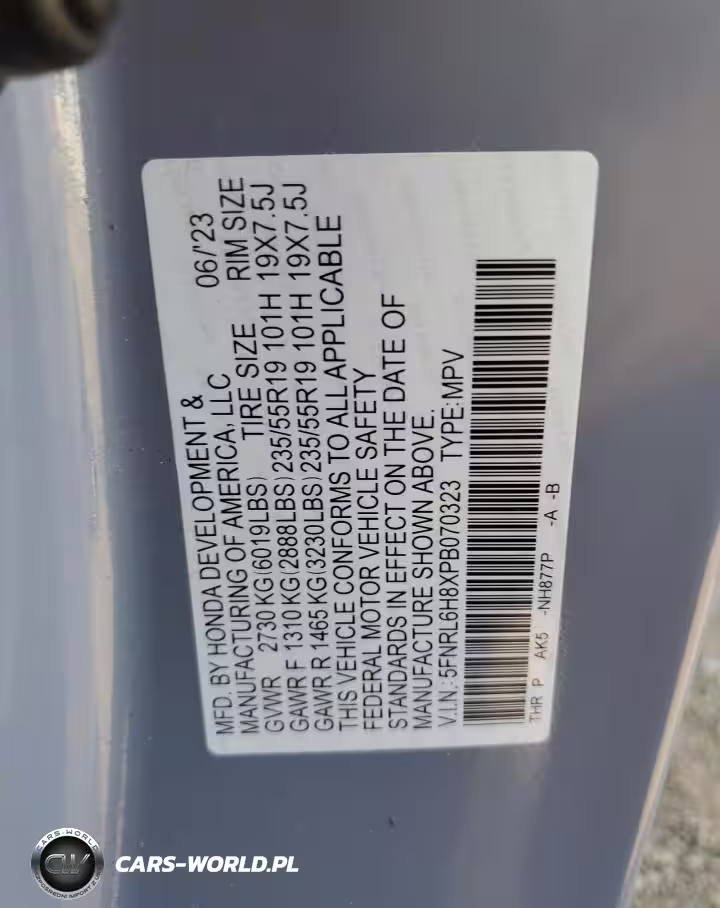 MFD. BY HONDA DEVELOPMENT &
MANUFACTURING OF AMERICA, LLC 06/'23
GVWR 2730 KG(6019LBS) TIRE SIZE RIM SIZE
GAWR F 1310 KG(2888LBS)235/55R19 101H 19X7.5J
GAWR R 1465 KG(3230LBS)235/55R19 101H 19X7.5J
THIS VEHICLE CONFORMS TO ALL APPLICABLE
FEDERAL MOTOR VEHICLE SAFETY
STANDARDS IN EFFECT ON THE DATE OF
MANUFACTURE SHOWN ABOVE.
V.I.N.:5FNRL6H8XPB070323 TYPE:MPV
THR P AK5 -NH877P -A -B
CARS-WORLD
CW
CARS-WORLD.PL